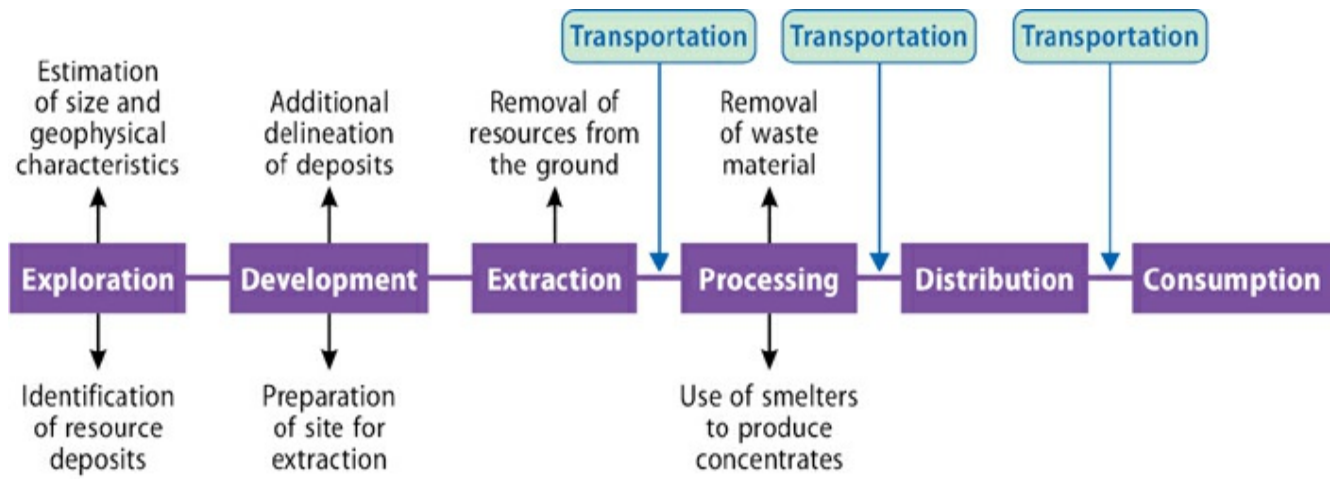 Transportation
Transportation
Transportation
Estimation
of size and
geophysical
characteristics
Additional
delineation
of deposits
Removal of
resources from
the ground
Removal
of waste
material
Exploration
Development
Extraction
Processing
Distribution
Consumption
Identification
of resource
deposits
Preparation
of site for
extraction
Use of smelters
to produce
concentrates